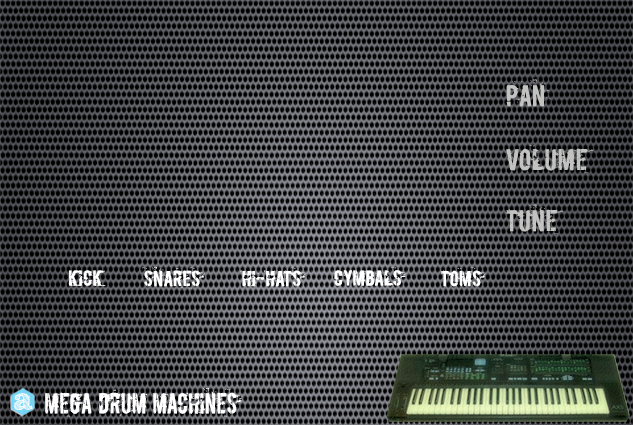 PAN
VOLUME
TUNE
KICK SNARES HI-HATS CYMBALS TOMS
a MEGA DRUM MACHINES